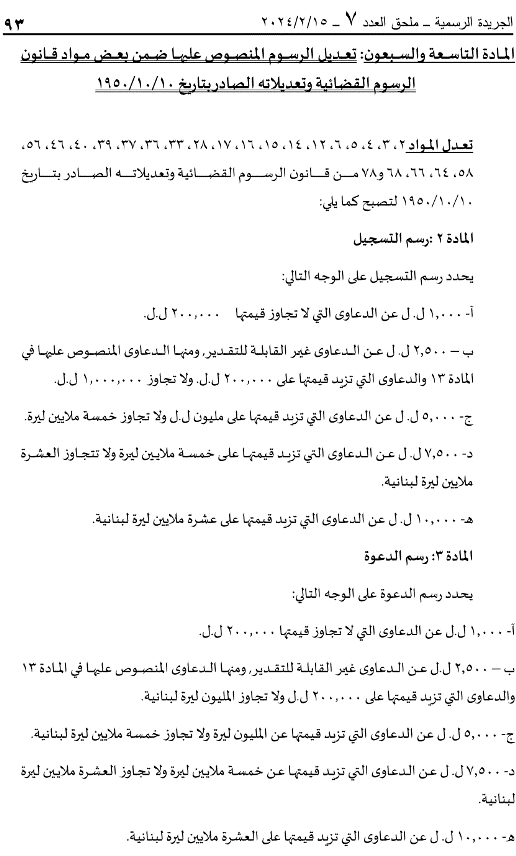 الجريدة الرسمية ــ ملحق العدد ٧ ــ ٢٠٢٤/٢/١٥
٩٣
المادة التاسعة والسبعون: تعديل الرسوم المنصوص عليها ضمن بعض مواد قانون
الرسوم القضائية وتعديلاته الصادر بتاريخ ١٩٥٠/١٠/١٠
تعدل المواد ٢، ٣، ٤، ٥، ٦، ١٢، ١٤، ١٥، ١٦، ١٧، ٢٨، ٣٣، ٣٦، ٣٧، ٣٩، ٤٠، ٤٦، ٥٦،
٥٨، ٦٤، ٦٦، ٦٨ و٧٨ من قانون الرسوم القضائية وتعديلاته الصادر بتاريخ
١٩٥٠/١٠/١٠ لتصبح كما يلي:
المادة ٢ :رسم التسجيل
يحدد رسم التسجيل على الوجه التالي:
آ- ١,٠٠٠ ل.ل عن الدعاوى التي لا تجاوز قيمتها ٢٠٠,٠٠٠ ل.ل.
ب – ٢,٥٠٠ ل.ل عن الدعاوى غير القابلة للتقدير, ومنها الدعاوى المنصوص عليها في
المادة ١٣ والدعاوى التي تزيد قيمتها على ٢٠٠,٠٠٠ ل.ل. ولا تجاوز ١,٠٠٠,٠٠٠ ل.ل.
ج- ٥,٠٠٠ ل.ل عن الدعاوى التي تزيد قيمتها على مليون ل.ل ولا تجاوز خمسة ملايين ليرة.
د- ٧,٥٠٠ ل.ل عن الدعاوى التي تزيد قيمتها على خمسة ملايين ليرة ولا تتجاوز العشرة
ملايين ليرة لبنانية.
هـ- ١٠,٠٠٠ ل.ل عن الدعاوى التي تزيد قيمتها على عشرة ملايين ليرة لبنانية.
المادة ٣: رسم الدعوة
يحدد رسم الدعوة على الوجه التالي:
آ- ١,٠٠٠ ل.ل عن الدعاوى التي لا تجاوز قيمتها ٢٠٠,٠٠٠ ل.ل.
ب – ٢,٥٠٠ ل.ل عن الدعاوى غير القابلة للتقدير, ومنها الدعاوى المنصوص عليها في المادة ١٣
والدعاوى التي تزيد قيمتها على ٢٠٠,٠٠٠ ل.ل ولا تجاوز المليون ليرة لبنانية.
ج- ٥,٠٠٠ ل.ل عن الدعاوى التي تزيد قيمتها عن المليون ليرة ولا تجاوز خمسة ملايين ليرة لبنانية.
د- ٧,٥٠٠ ل.ل عن الدعاوى التي تزيد قيمتها عن خمسة ملايين ليرة ولا تجاوز العشرة ملايين ليرة
لبنانية.
هـ- ١٠,٠٠٠ ل.ل عن الدعاوى التي تزيد قيمتها على العشرة ملايين ليرة لبنانية.